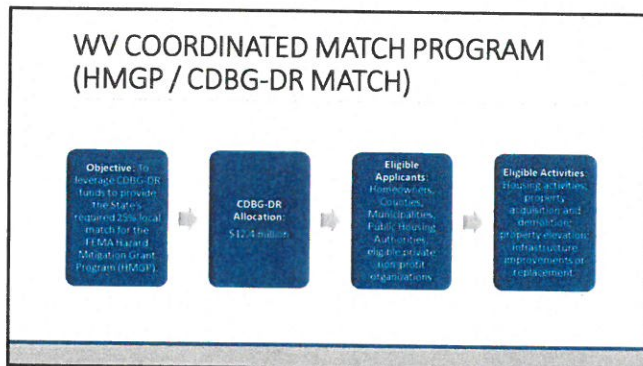 WV COORDINATED MATCH PROGRAM
(HMGP / CDBG-DR MATCH)
Objective: To
leverage CDBG-DR
funds to provide
the State's
required 25% local
match for the
FEMA Hazard
Mitigation Grant
Program (HMGP).
CDBG-DR
Allocation:
$12.4 million
Eligible
Applicants:
Homeowners,
Counties,
Municipalities,
Public Housing
Authorities,
eligible private
non-profit
organizations
Eligible Activities:
Housing activities;
property
acquisition and
demolition;
property elevation;
infrastructure
improvements or
replacement.